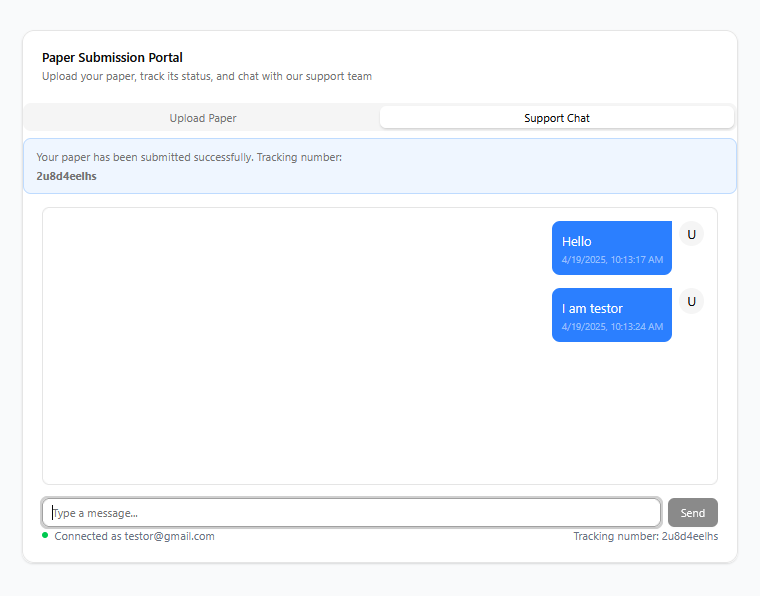 Paper Submission Portal
Upload your paper, track its status, and chat with our support team
Upload Paper
Support Chat
Your paper has been submitted successfully. Tracking number:
2u8d4eelhs
Hello
U
4/19/2025, 10:13:17 AM
I am testor
U
4/19/2025, 10:13:24 AM
Type a message...
Send
Connected as testor@gmail.com
Tracking number: 2u8d4eelhs